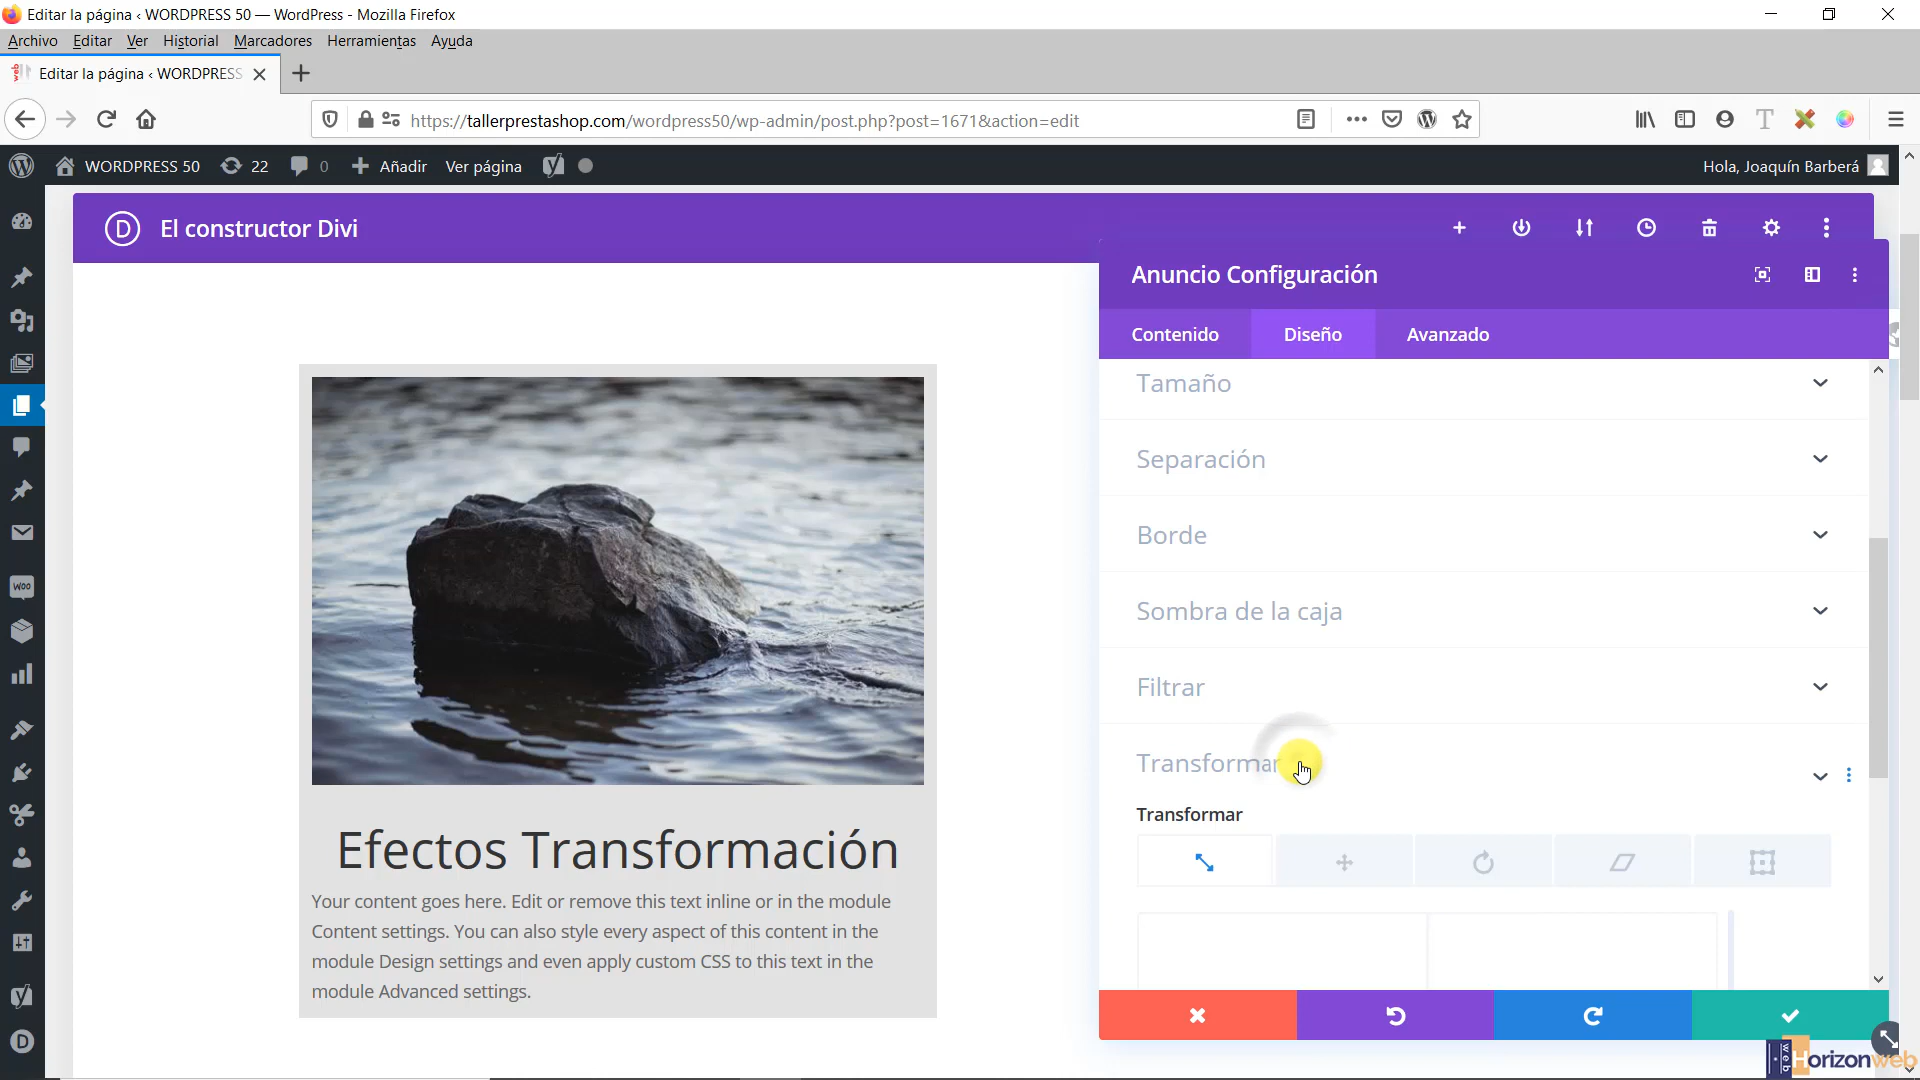 Editar la página ‹ WORDPRESS 50 — WordPress - Mozilla Firefox
Archivo Editar Ver Historial Marcadores Herramientas Ayuda
Editar la página ‹ WORDPRESS
https://tallerprestashop.com/wordpress50/wp-admin/post.php?post=1671&action=edit
WORDPRESS 50 22 0 Añadir Ver página
Hola, Joaquín Barberá
El constructor Divi
Anuncio Configuración
Contenido Diseño Avanzado
Tamaño
Separación
Borde
Sombra de la caja
Filtrar
Transformar
Transformar
Efectos Transformación
Your content goes here. Edit or remove this text inline or in the module
Content settings. You can also style every aspect of this content in the
module Design settings and even apply custom CSS to this text in the
module Advanced settings.
web Horizonweb